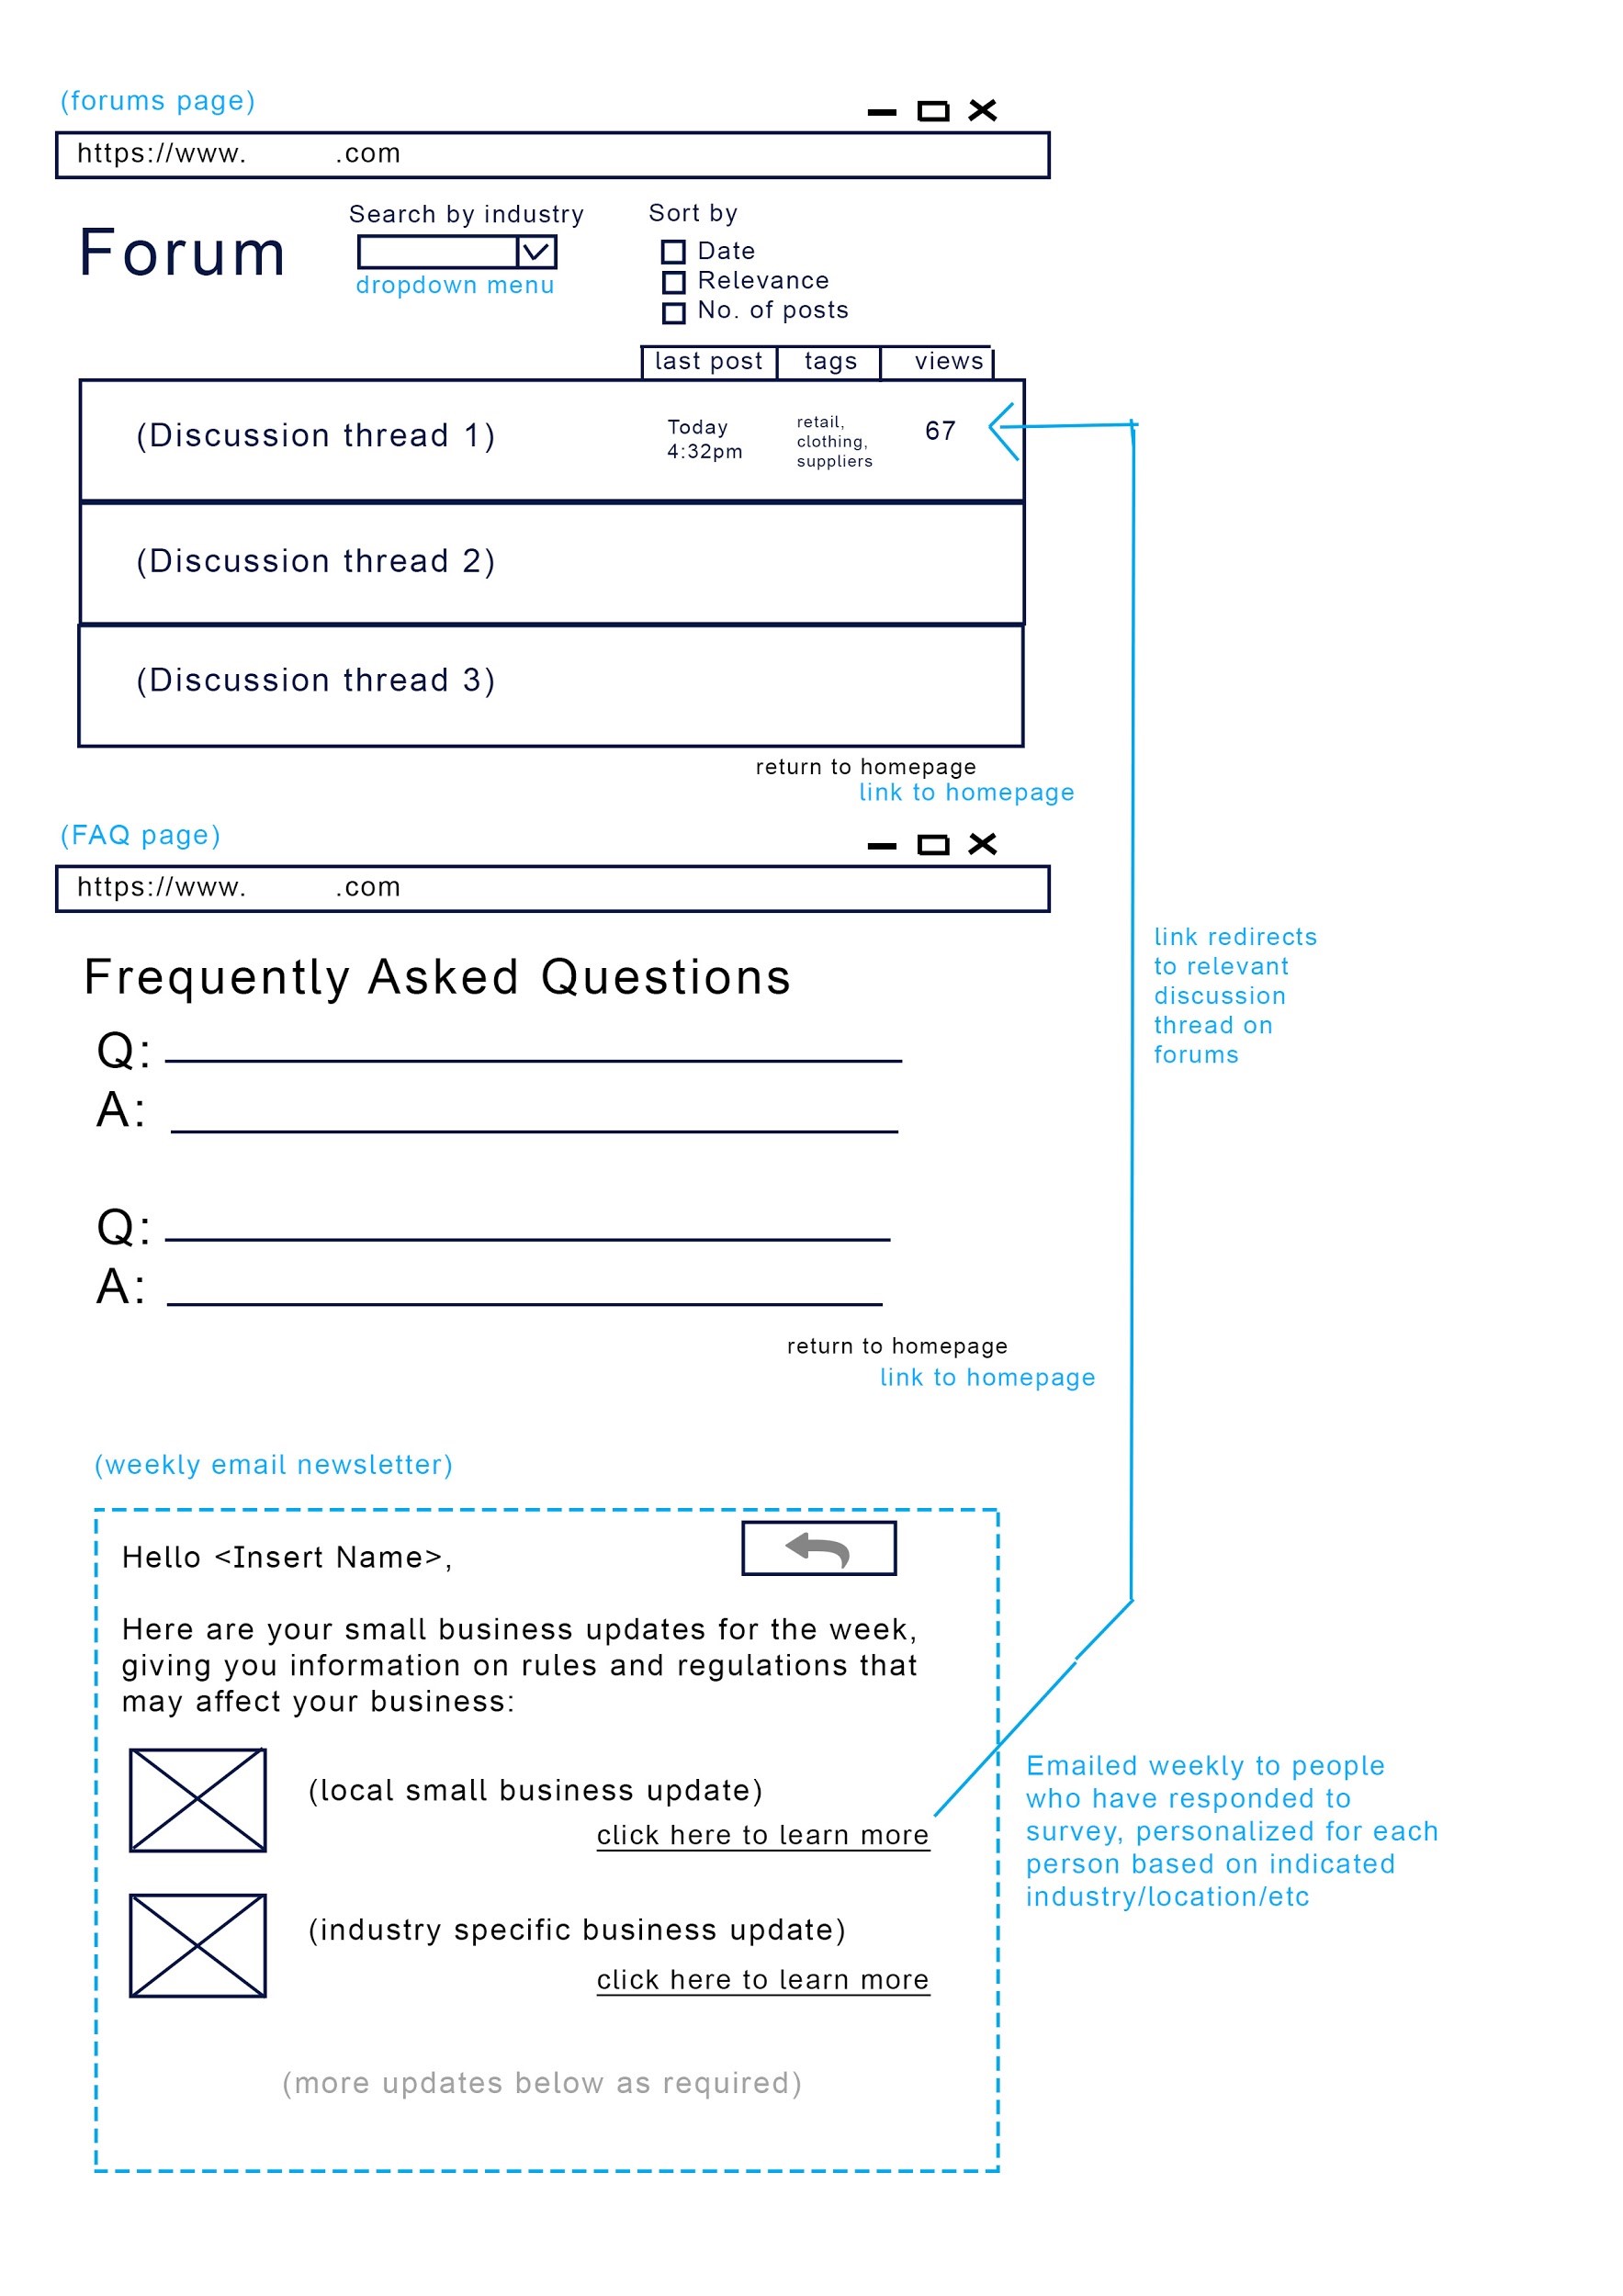 (forums page)
https://www. .com
Forum
Search by industry
dropdown menu
Sort by
Date
Relevance
No. of posts
last post tags views
(Discussion thread 1)
Today
4:32pm
retail,
clothing,
suppliers
67
(Discussion thread 2)
(Discussion thread 3)
return to homepage
link to homepage
(FAQ page)
https://www. .com
Frequently Asked Questions
Q:
A:
Q:
A:
return to homepage
link to homepage
link redirects
to relevant
discussion
thread on
forums
(weekly email newsletter)
Hello <Insert Name>,
Here are your small business updates for the week,
giving you information on rules and regulations that
may affect your business:
(local small business update)
click here to learn more
(industry specific business update)
click here to learn more
(more updates below as required)
Emailed weekly to people
who have responded to
survey, personalized for each
person based on indicated
industry/location/etc